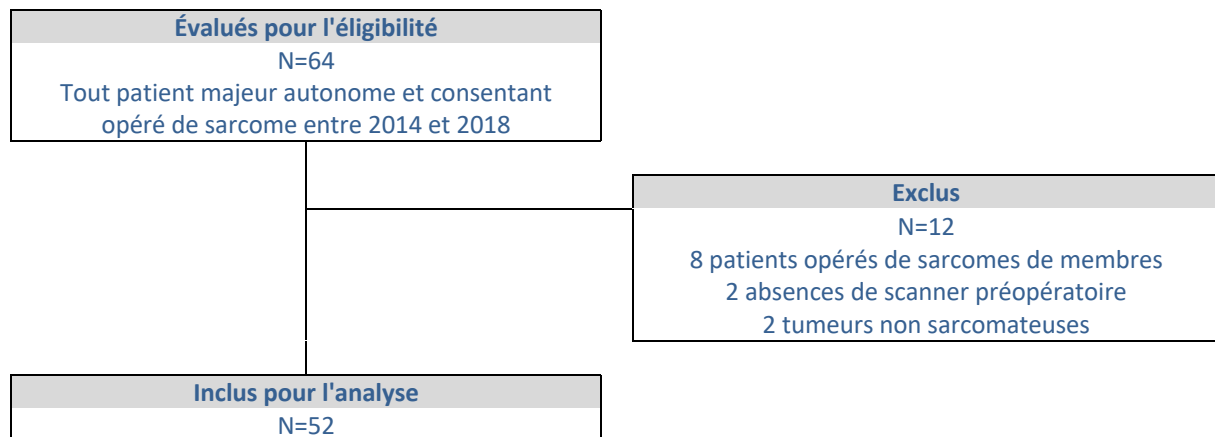 Évalués pour l'éligibilité
N=64
Tout patient majeur autonome et consentant
opéré de sarcome entre 2014 et 2018
Exclus
N=12
8 patients opérés de sarcomes de membres
2 absences de scanner préopératoire
2 tumeurs non sarcomateuses
Inclus pour l'analyse
N=52